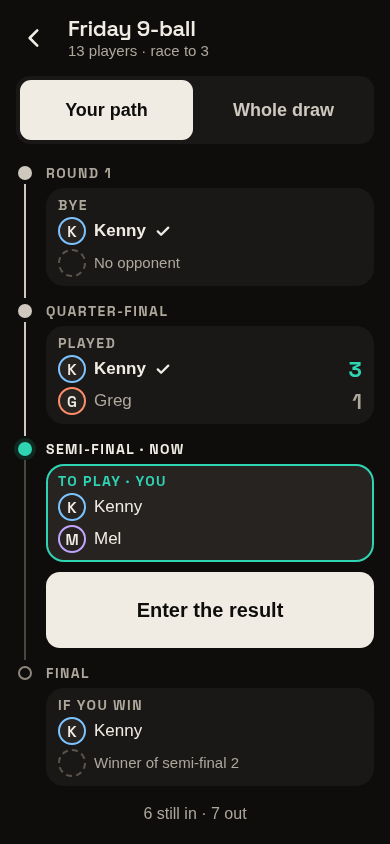 Friday 9-ball
13 players · race to 3
Your path
Whole draw
ROUND 1
BYE
K Kenny
No opponent
QUARTER-FINAL
PLAYED
K Kenny 3
G Greg 1
SEMI-FINAL · NOW
TO PLAY · YOU
K Kenny
M Mel
Enter the result
FINAL
IF YOU WIN
K Kenny
Winner of semi-final 2
6 still in · 7 out